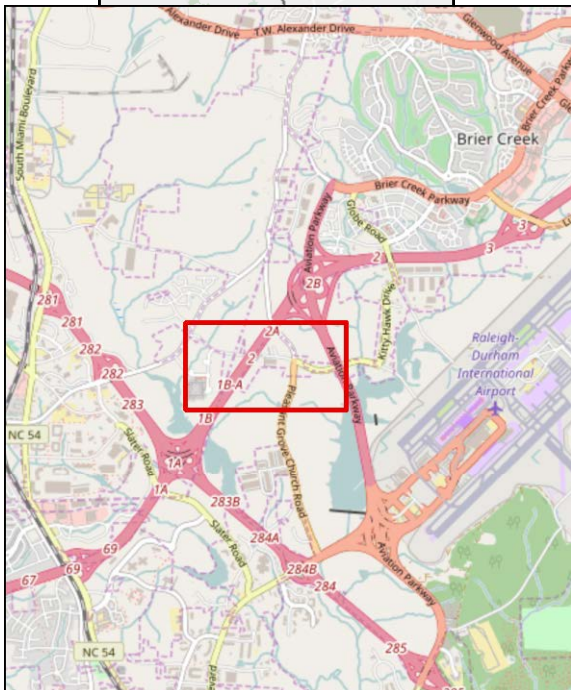 Alexander Drive
T.W. Alexander Drive
Glenwood Avenue
Brier Creek Park
South Miami Boulevard
Brier Creek
Brier Creek Parkway
Aviation Parkway
Globe Road
3
3
2
2B
281
281
282
282
283
2A
2
1B-A
1B
Kitty Hawk Drive
Aviation Parkway
Raleigh-
Durham
International
Airport
Pleasant Grove Church Road
NC 54
Slater Road
1A
1A
283B
Slater Road
284A
284B
284
69
69
67
Aviation Parkway
NC 54
285